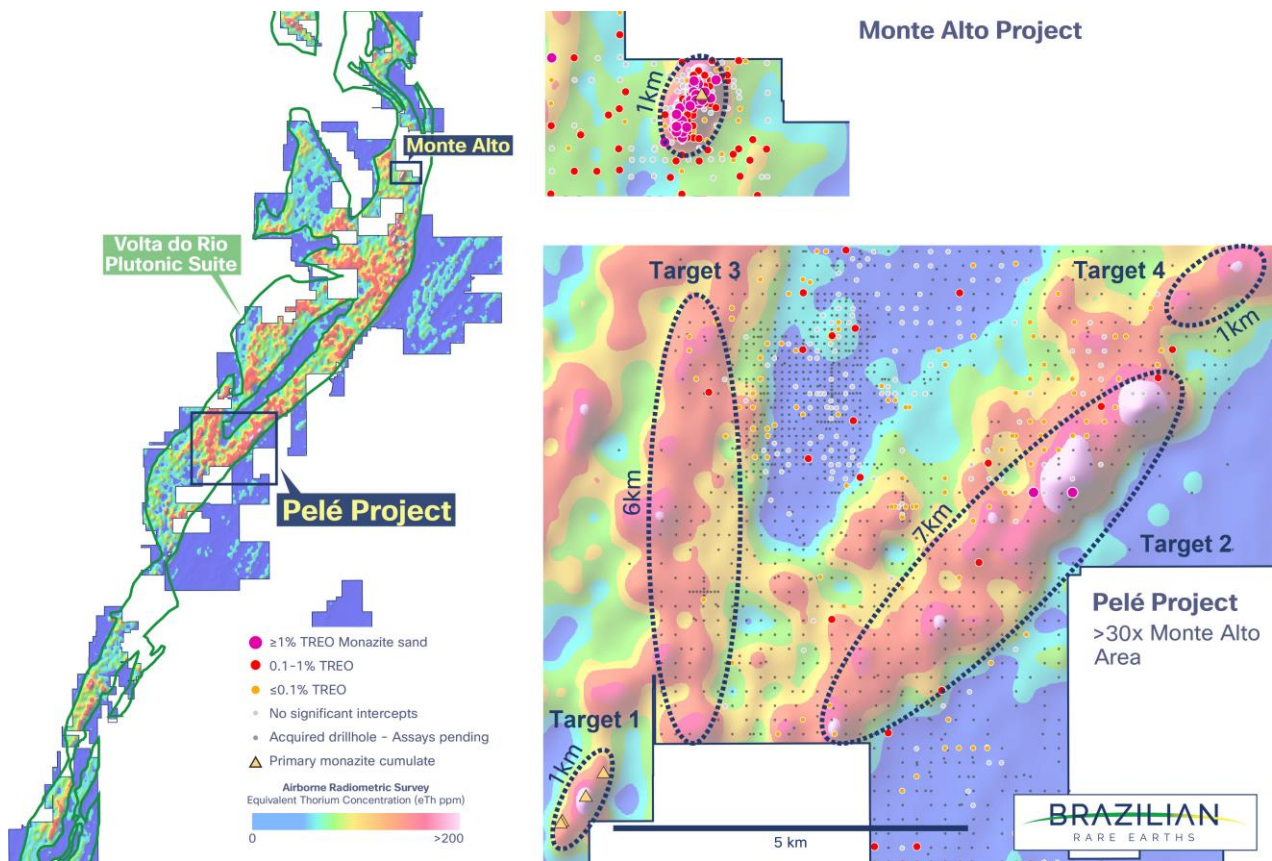 Monte Alto
Volta do Rio
Plutonic Suite
Pelé Project
≥1% TREO Monazite sand
0.1–1% TREO
≤0.1% TREO
No significant intercepts
Acquired drillhole – Assays pending
Primary monazite cumulate
Airborne Radiometric Survey
Equivalent Thorium Concentration (eTh ppm)
0
>200
Monte Alto Project
1km
Target 3
Target 4
1km
6km
7km
Target 2
Pelé Project
>30x Monte Alto
Area
Target 1
1km
5 km
BRAZILIAN
RARE EARTHS